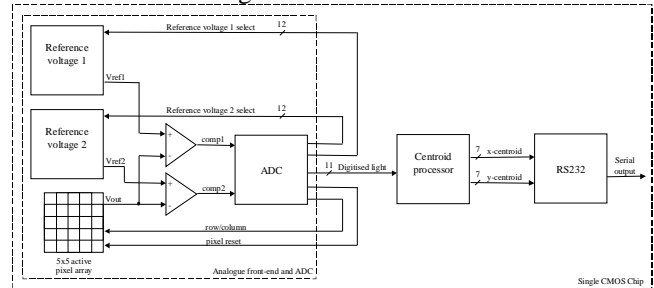 Reference voltage 1 select
12
Reference
voltage 1
Vref1
Reference voltage 2 select
12
Reference
voltage 2
Vref2
+
-
comp1
+
-
comp2
ADC
11
Digitised light
Centroid
processor
7
x-centroid
7
y-centroid
RS232
Serial
output
Vout
row/column
pixel reset
5x5 active
pixel array
Analogue front-end and ADC
Single CMOS Chip